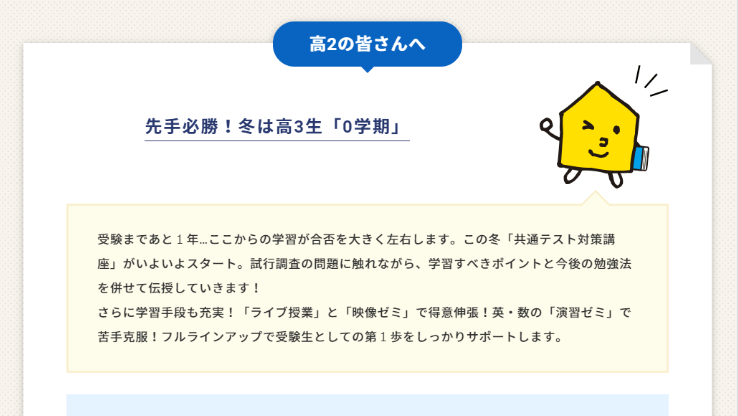 高2の皆さんへ
先手必勝！冬は高3生「0学期」
受験まであと１年…ここからの学習が合否を大きく左右します。この冬「共通テスト対策講
座」がいよいよスタート。試行調査の問題に触れながら、学習すべきポイントと今後の勉強法
を併せて伝授していきます！
さらに学習手段も充実！「ライブ授業」と「映像ゼミ」で得意伸張！英・数の「演習ゼミ」で
苦手克服！フルラインアップで受験生としての第１歩をしっかりサポートします。